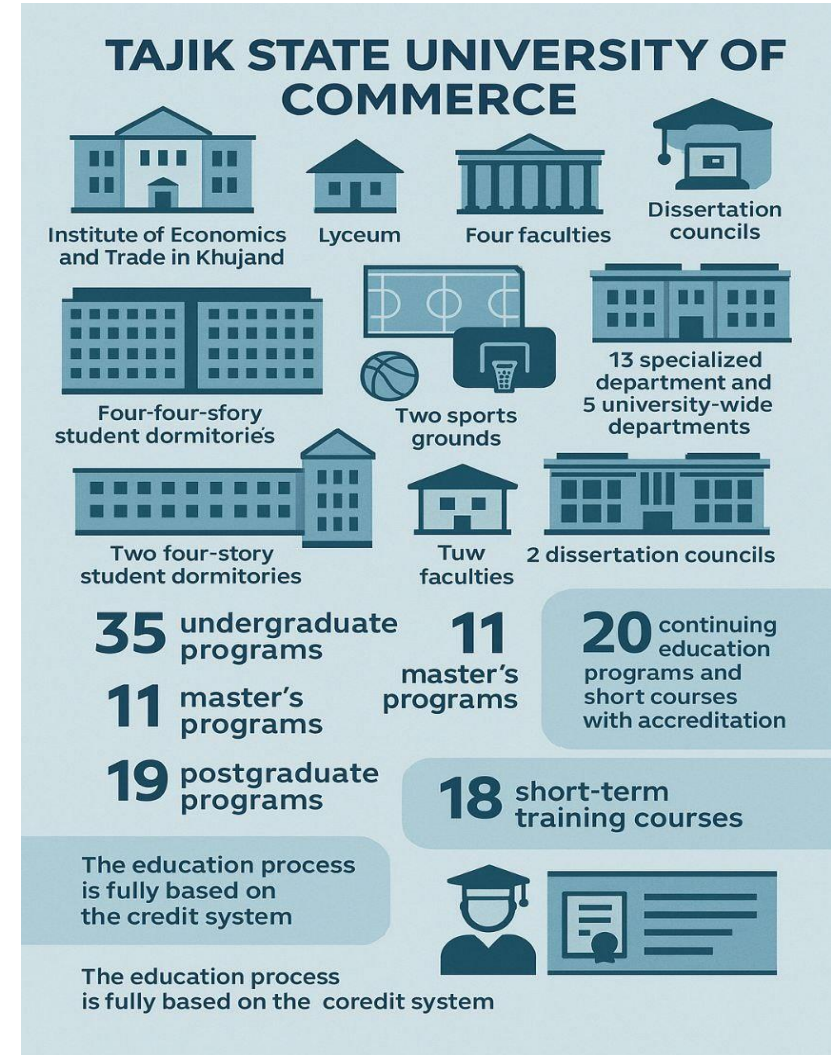 TAJIK STATE UNIVERSITY OF
COMMERCE
Institute of Economics
and Trade in Khujand
Lyceum
Four faculties
Dissertation
councils
Four-four-sfory
student dormitorie's
Two sports
grounds
13 specialized
department and
5 university-wide
departments
Two four-story
student dormitories
Tuw
faculties
2 dissertation councils
35 undergraduate
programs
11
master's
programs
20 continuing
education
programs and
short courses
with accreditation
11 master's
programs
19 postgraduate
programs
18 short-term
training courses
The education process
is fully based on
the credit system
The education process
is fully based on the coredit system